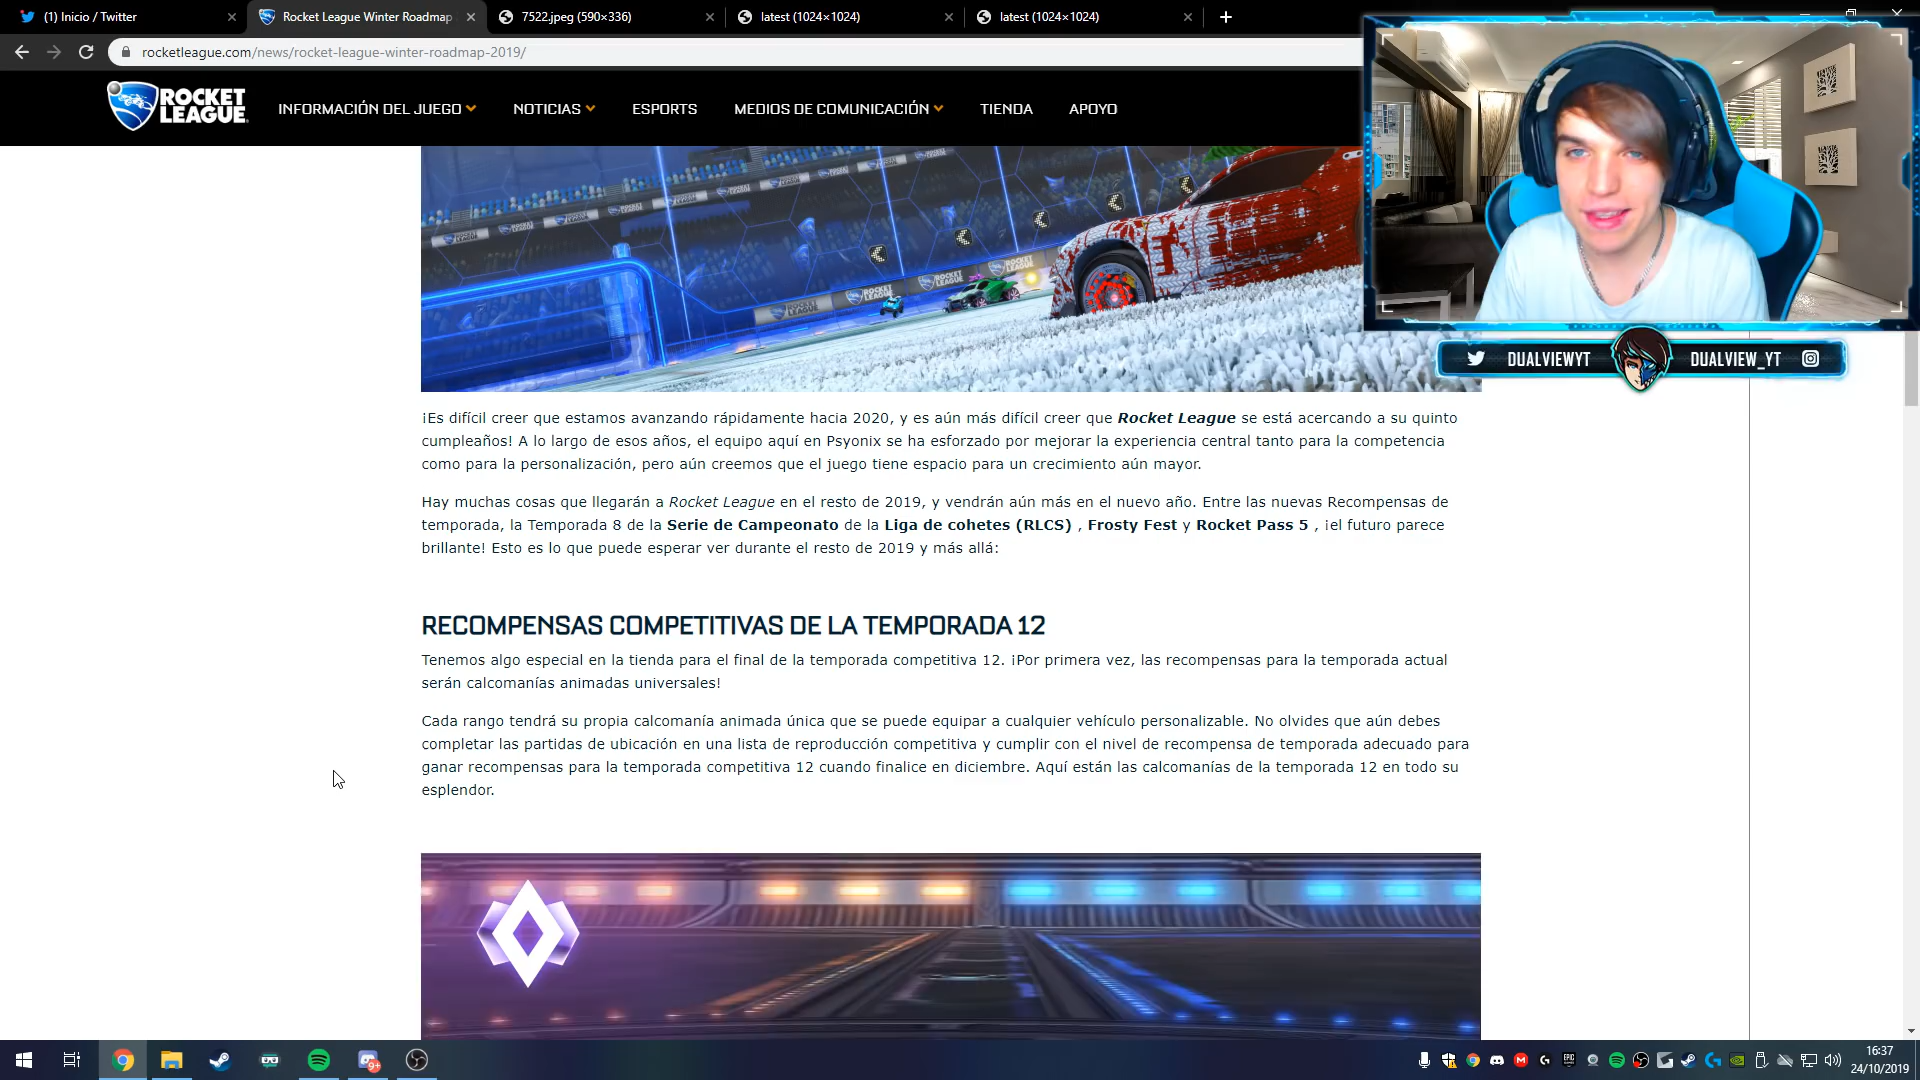 (1) Inicio / Twitter
Rocket League Winter Roadmap
7522.jpeg (590×336)
latest (1024×1024)
latest (1024×1024)
rocketleague.com/news/rocket-league-winter-roadmap-2019/
ROCKET
LEAGUE
INFORMACIÓN DEL JUEGO
NOTICIAS
ESPORTS
MEDIOS DE COMUNICACIÓN
TIENDA
APOYO
DUALVIEWYT
DUALVIEW_YT
¡Es difícil creer que estamos avanzando rápidamente hacia 2020, y es aún más difícil creer que Rocket League se está acercando a su quinto
cumpleaños! A lo largo de esos años, el equipo aquí en Psyonix se ha esforzado por mejorar la experiencia central tanto para la competencia
como para la personalización, pero aún creemos que el juego tiene espacio para un crecimiento aún mayor.
Hay muchas cosas que llegarán a Rocket League en el resto de 2019, y vendrán aún más en el nuevo año. Entre las nuevas Recompensas de
temporada, la Temporada 8 de la Serie de Campeonato de la Liga de cohetes (RLCS) , Frosty Fest y Rocket Pass 5 , ¡el futuro parece
brillante! Esto es lo que puede esperar ver durante el resto de 2019 y más allá:
RECOMPENSAS COMPETITIVAS DE LA TEMPORADA 12
Tenemos algo especial en la tienda para el final de la temporada competitiva 12. ¡Por primera vez, las recompensas para la temporada actual
serán calcomanías animadas universales!
Cada rango tendrá su propia calcomanía animada única que se puede equipar a cualquier vehículo personalizable. No olvides que aún debes
completar las partidas de ubicación en una lista de reproducción competitiva y cumplir con el nivel de recompensa de temporada adecuado para
ganar recompensas para la temporada competitiva 12 cuando finalice en diciembre. Aquí están las calcomanías de la temporada 12 en todo su
esplendor.
16:37
24/10/2019